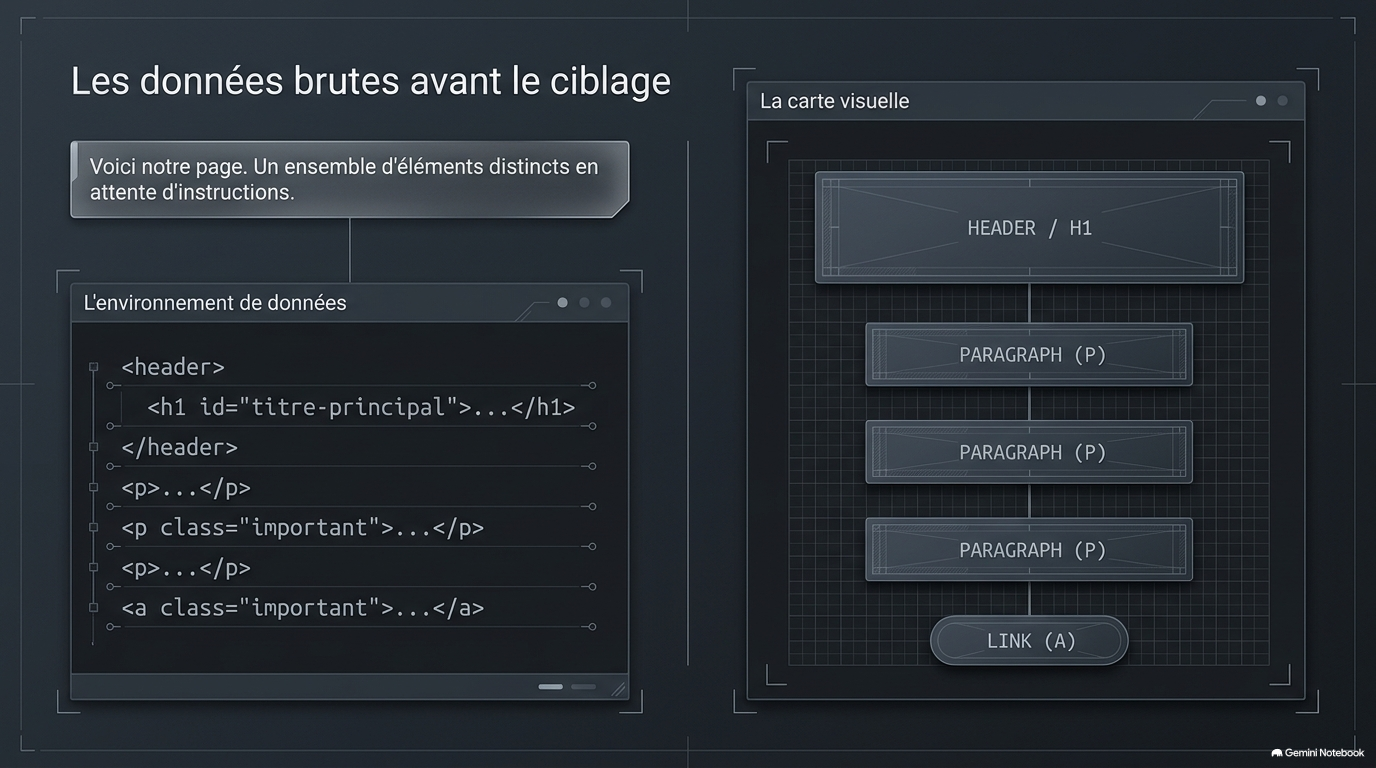 Les données brutes avant le ciblage
Voici notre page. Un ensemble d'éléments distincts en
attente d'instructions.
L'environnement de données
<header>
<h1 id="titre-principal">...</h1>
</header>
<p>...</p>
<p class="important">...</p>
<p>...</p>
<a class="important">...</a>
La carte visuelle
HEADER / H1
PARAGRAPH (P)
PARAGRAPH (P)
PARAGRAPH (P)
LINK (A)
Gemini Notebook